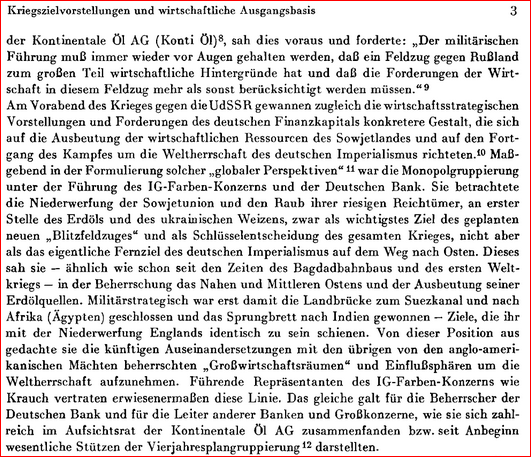 Kriegszielvorstellungen und wirtschaftliche Ausgangsbasis 3
der Kontinentale Öl AG (Konti Öl)⁸, sah dies voraus und forderte: „Der militärischen
Führung muß immer wieder vor Augen gehalten werden, daß ein Feldzug gegen Rußland
zum großen Teil wirtschaftliche Hintergründe hat und daß die Forderungen der Wirt-
schaft in diesem Feldzug mehr als sonst berücksichtigt werden müssen.“⁹
Am Vorabend des Krieges gegen die UdSSR gewannen zugleich die wirtschaftsstrategischen
Vorstellungen und Forderungen des deutschen Finanzkapitals konkretere Gestalt, die sich
auf die Ausbeutung der wirtschaftlichen Ressourcen des Sowjetlandes und auf den Fort-
gang des Kampfes um die Weltherrschaft des deutschen Imperialismus richteten.¹⁰ Maß-
gebend in der Formulierung solcher „globaler Perspektiven“ ¹¹ war die Monopolgruppierung
unter der Führung des IG-Farben-Konzerns und der Deutschen Bank. Sie betrachtete
die Niederwerfung der Sowjetunion und den Raub ihrer riesigen Reichtümer, an erster
Stelle des Erdöls und des ukrainischen Weizens, zwar als wichtigstes Ziel des geplanten
neuen „Blitzfeldzuges“ und als Schlüsselentscheidung des gesamten Krieges, nicht aber
als das eigentliche Fernziel des deutschen Imperialismus auf dem Weg nach Osten. Dieses
sah sie – ähnlich wie schon seit den Zeiten des Bagdadbahnbaus und des ersten Welt-
kriegs – in der Beherrschung des Nahen und Mittleren Ostens und der Ausbeutung seiner
Erdölquellen. Militärstrategisch war erst damit die Landbrücke zum Suezkanal und nach
Afrika (Ägypten) geschlossen und das Sprungbrett nach Indien gewonnen – Ziele, die ihr
mit der Niederwerfung Englands identisch zu sein schienen. Von dieser Position aus
gedachte sie die künftigen Auseinandersetzungen mit den übrigen von den anglo-ameri-
kanischen Mächten beherrschten „Großwirtschaftsräumen“ und Einflußsphären um die
Weltherrschaft aufzunehmen. Führende Repräsentanten des IG-Farben-Konzerns wie
Krauch vertraten erwiesenermaßen diese Linie. Das gleiche galt für die Beherrscher der
Deutschen Bank und für die Leiter anderer Banken und Großkonzerne, wie sie sich zahl-
reich im Aufsichtsrat der Kontinentale Öl AG zusammenfanden bzw. seit Anbeginn
wesentliche Stützen der Vierjahresplangruppierung ¹² darstellten.